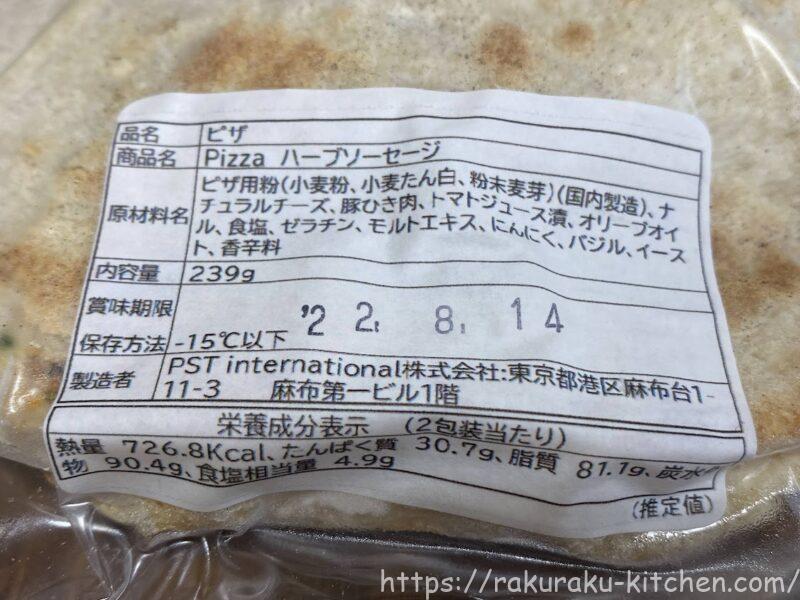 品名 ピザ
商品名 Pizza ハーブソーセージ
原材料名 ピザ用粉(小麦粉、小麦たん白、粉末麦芽)(国内製造)、ナ
チュラルチーズ、豚ひき肉、トマトジュース漬、オリーブオイ
ル、食塩、ゼラチン、モルトエキス、にんにく、バジル、イース
ト、香辛料
内容量 239g
賞味期限 '22. 8. 14
保存方法 -15℃以下
製造者 PST international株式会社:東京都港区麻布台1-
11-3 麻布第一ビル1階
栄養成分表示 (2包装当たり)
熱量 726.8Kcal、たんぱく質 30.7g、脂質 81.1g、炭水
物 90.4g、食塩相当量 4.9g
(推定値)
https://rakuraku-kitchen.com/